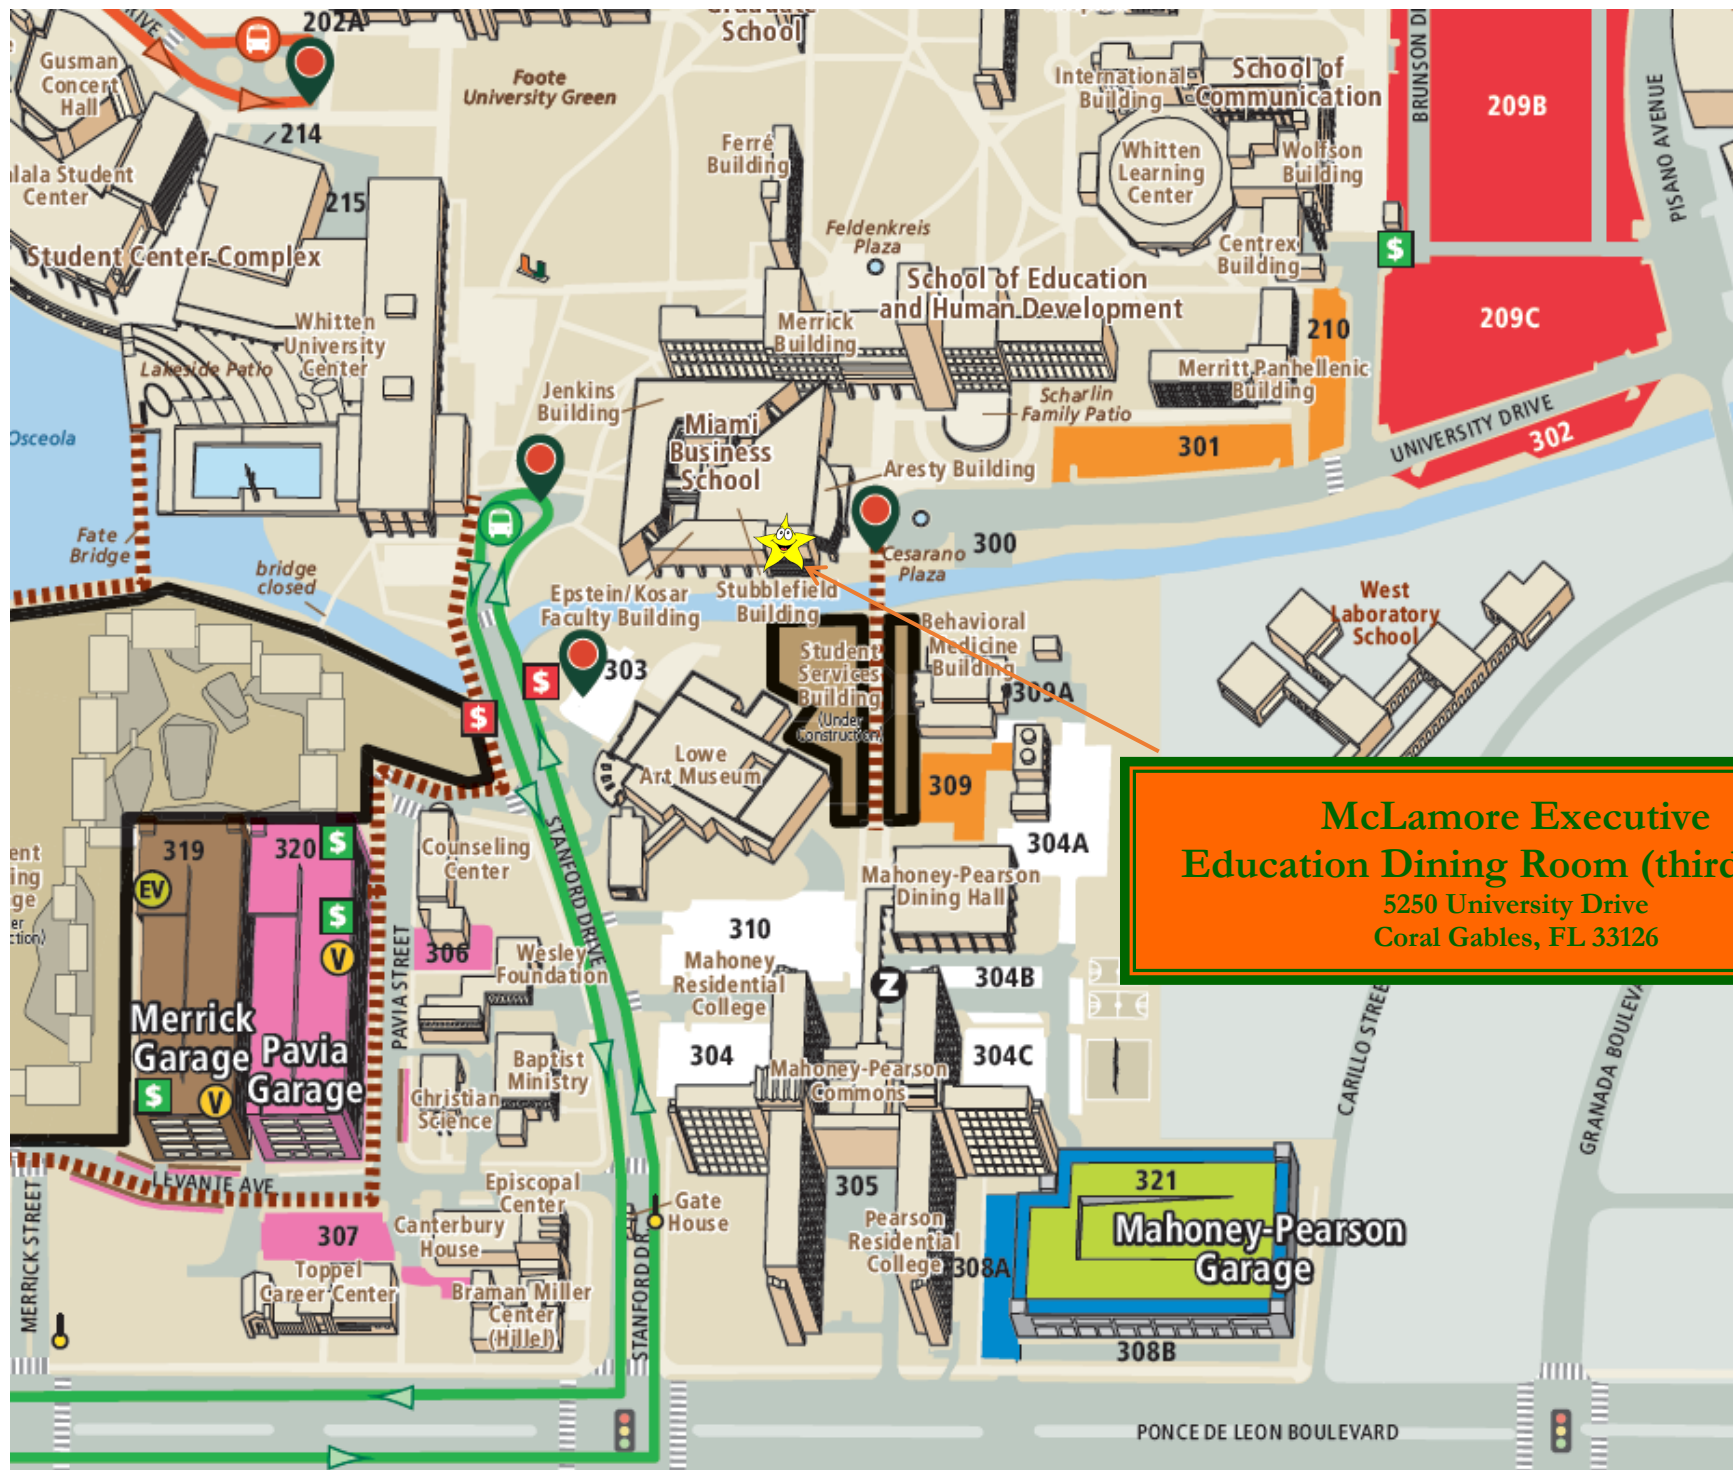 DRIVE
202A
Graduate
School
Gusman
Concert
Hall
Foote
University Green
International
Building
School of
Communication
BRUNSON DR
209B
PISANO AVENUE
214
Ferré
Building
Whitten
Learning
Center
Wolfson
Building
lala Student
Center
215
Feldenkreis
Plaza
$
Centrex
Building
Student Center Complex
School of Education
and Human Development
Whitten
University
Center
Merrick
Building
210
209C
Lakeside Patio
Merritt Panhellenic
Building
Jenkins
Building
Scharlin
Family Patio
Osceola
Miami
Business
School
301
UNIVERSITY DRIVE
302
Aresty Building
Fate
Bridge
300
Cesarano
Plaza
bridge
closed
Epstein/Kosar
Faculty Building
Stubblefield
Building
West
Laboratory
School
Behavioral
Medicine
Building
Student
Services
Building
(Under
Construction)
303
309A
$
$
Lowe
Art Museum
309
McLamore Executive
Education Dining Room (third
5250 University Drive
Coral Gables, FL 33126
STANFORD DRIVE
319
320
$
Counseling
Center
304A
ent
ing
ge
er
ction)
EV
$
Mahoney-Pearson
Dining Hall
V
PAVIA STREET
306
Wesley
Foundation
310
Mahoney
Residential
College
304B
Z
Merrick
Garage
Pavia
Garage
Baptist
Ministry
304
304C
CARILLO STREE
GRANADA BOULEVA
$
V
Christian
Science
Mahoney-Pearson
Commons
LEVANTE AVE.
MERRICK STREET
Episcopal
Center
Gate
House
305
321
307
Canterbury
House
Pearson
Residential
College
Mahoney-Pearson
Garage
308A
Toppel
Career Center
Braman Miller
Center
(Hillel)
STANFORD DR.
308B
PONCE DE LEON BOULEVARD